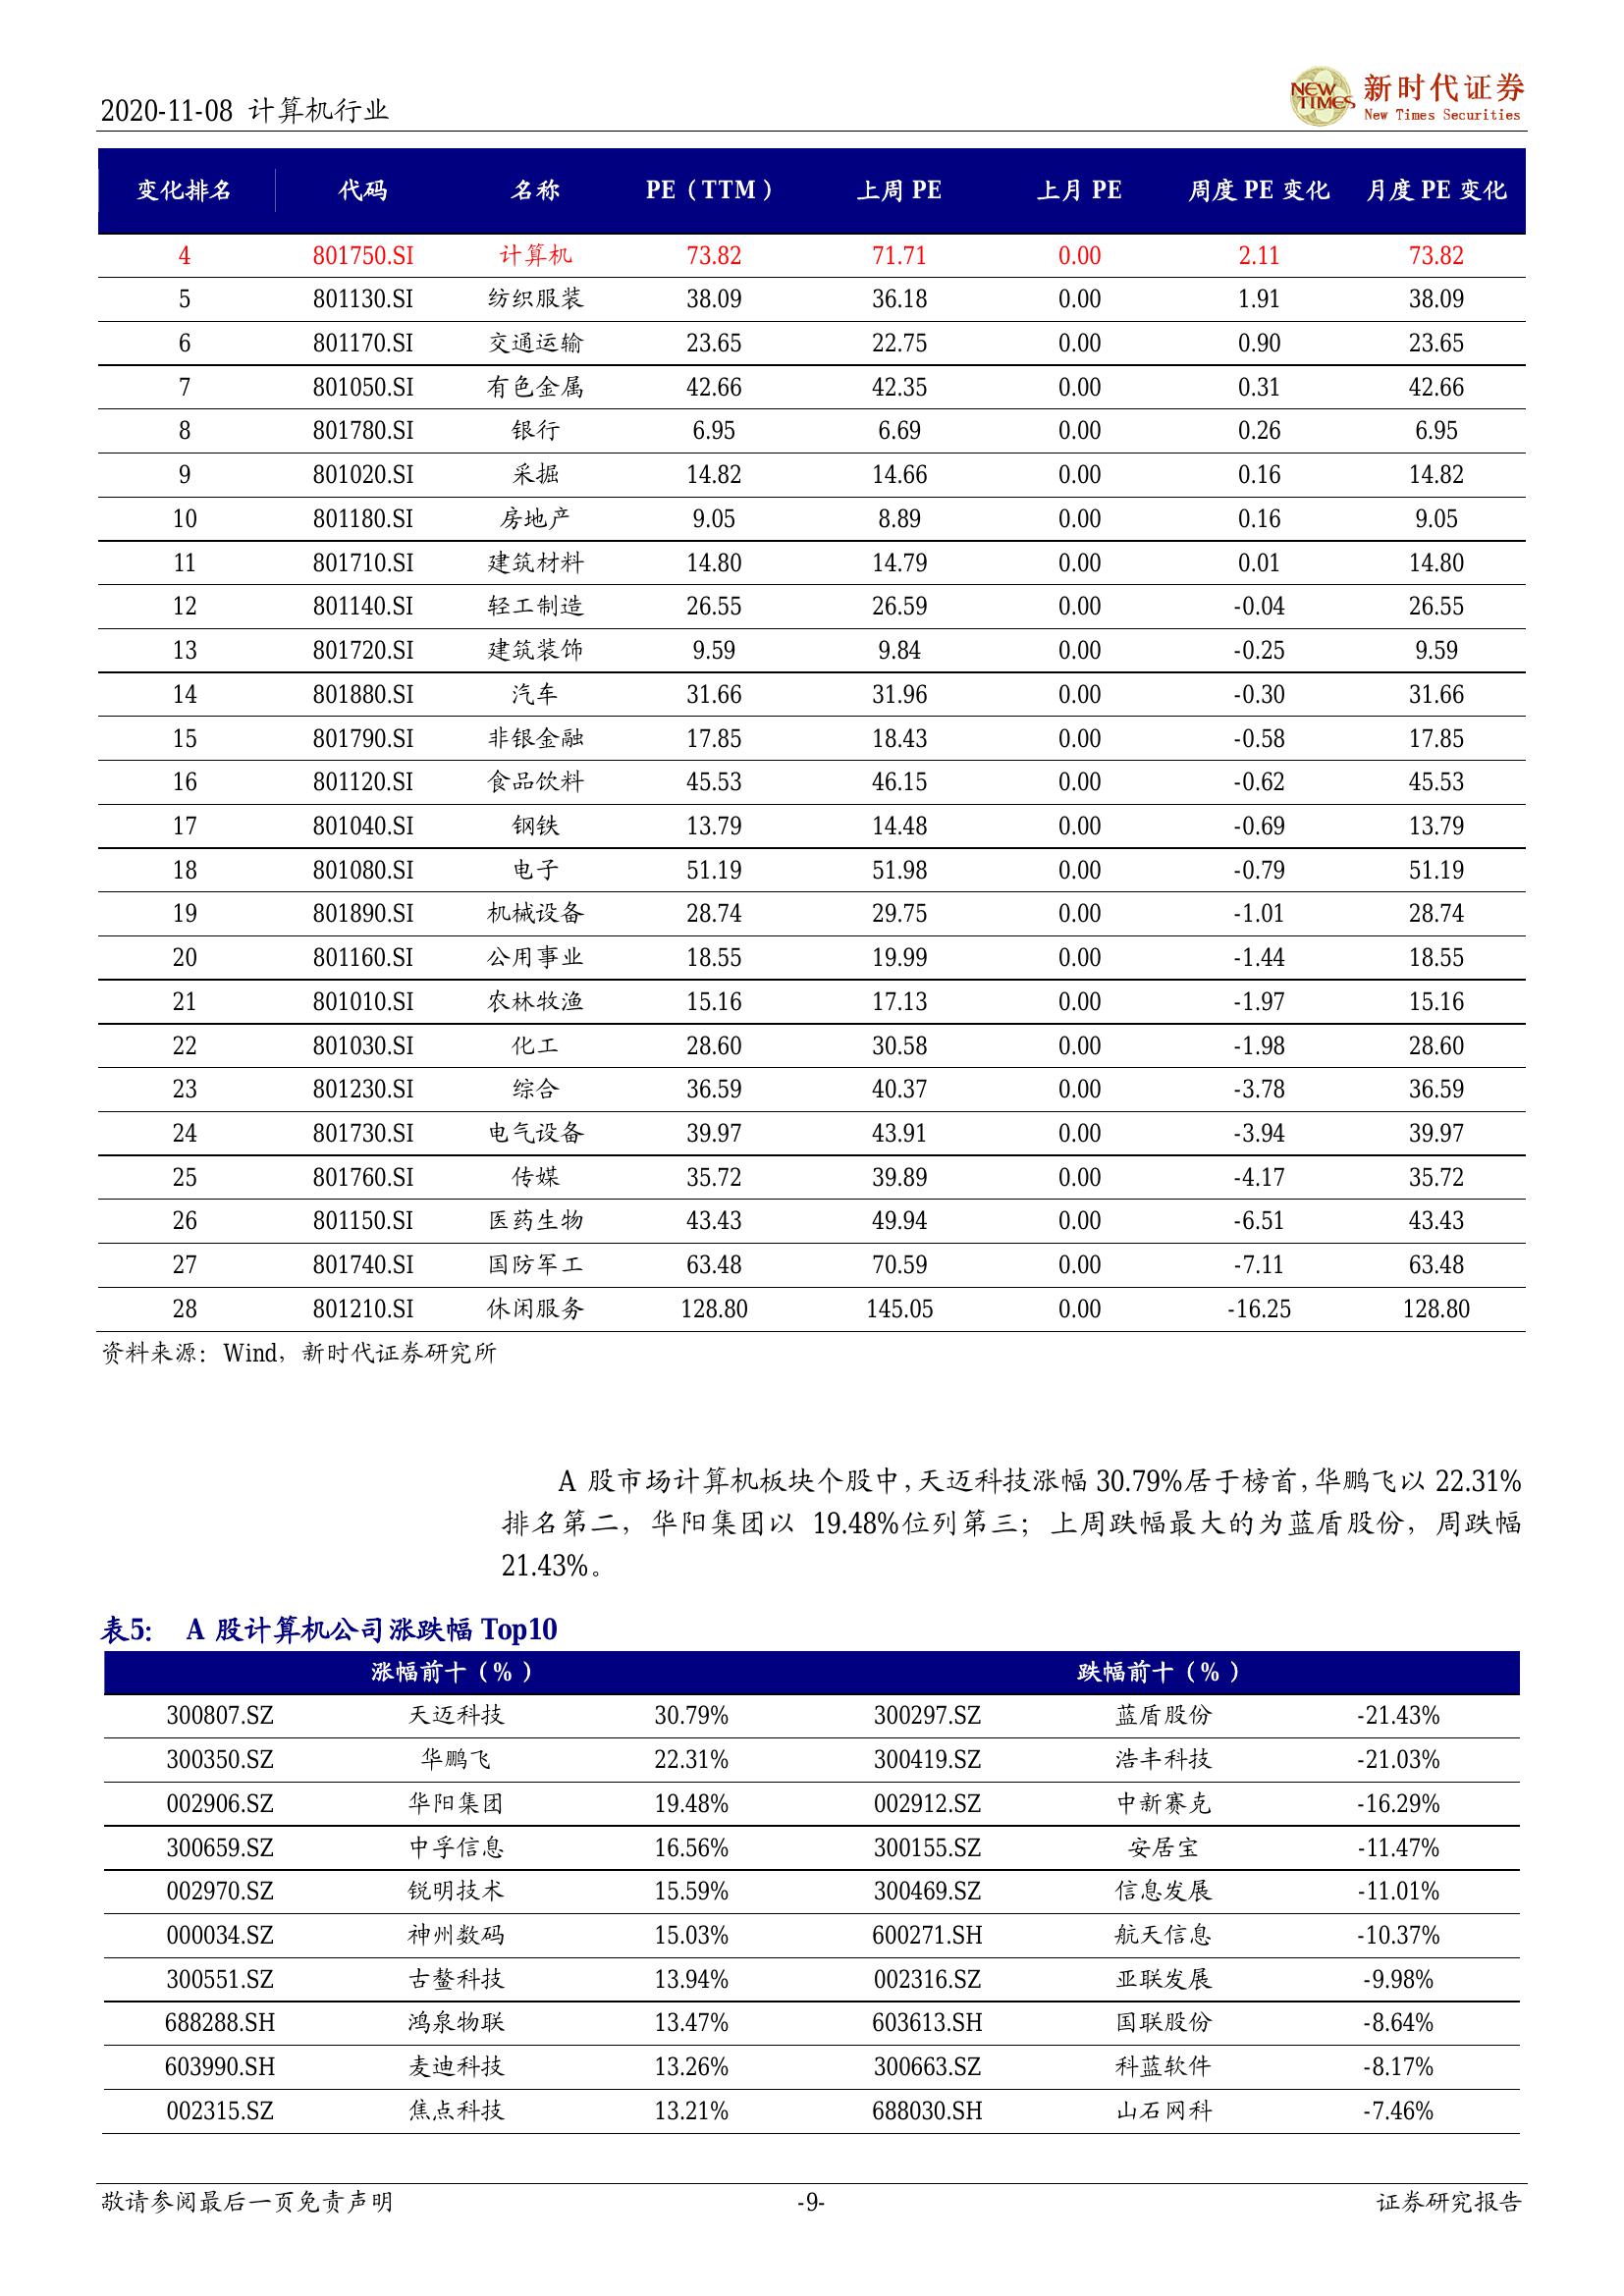 2020-11-08 计算机行业
NEW TIMES 新时代证券
New Times Securities
变化排名 代码 名称 PE（TTM） 上周 PE 上月 PE 周度 PE 变化 月度 PE 变化
4 801750.SI 计算机 73.82 71.71 0.00 2.11 73.82
5 801130.SI 纺织服装 38.09 36.18 0.00 1.91 38.09
6 801170.SI 交通运输 23.65 22.75 0.00 0.90 23.65
7 801050.SI 有色金属 42.66 42.35 0.00 0.31 42.66
8 801780.SI 银行 6.95 6.69 0.00 0.26 6.95
9 801020.SI 采掘 14.82 14.66 0.00 0.16 14.82
10 801180.SI 房地产 9.05 8.89 0.00 0.16 9.05
11 801710.SI 建筑材料 14.80 14.79 0.00 0.01 14.80
12 801140.SI 轻工制造 26.55 26.59 0.00 -0.04 26.55
13 801720.SI 建筑装饰 9.59 9.84 0.00 -0.25 9.59
14 801880.SI 汽车 31.66 31.96 0.00 -0.30 31.66
15 801790.SI 非银金融 17.85 18.43 0.00 -0.58 17.85
16 801120.SI 食品饮料 45.53 46.15 0.00 -0.62 45.53
17 801040.SI 钢铁 13.79 14.48 0.00 -0.69 13.79
18 801080.SI 电子 51.19 51.98 0.00 -0.79 51.19
19 801890.SI 机械设备 28.74 29.75 0.00 -1.01 28.74
20 801160.SI 公用事业 18.55 19.99 0.00 -1.44 18.55
21 801010.SI 农林牧渔 15.16 17.13 0.00 -1.97 15.16
22 801030.SI 化工 28.60 30.58 0.00 -1.98 28.60
23 801230.SI 综合 36.59 40.37 0.00 -3.78 36.59
24 801730.SI 电气设备 39.97 43.91 0.00 -3.94 39.97
25 801760.SI 传媒 35.72 39.89 0.00 -4.17 35.72
26 801150.SI 医药生物 43.43 49.94 0.00 -6.51 43.43
27 801740.SI 国防军工 63.48 70.59 0.00 -7.11 63.48
28 801210.SI 休闲服务 128.80 145.05 0.00 -16.25 128.80
资料来源：Wind，新时代证券研究所
A 股市场计算机板块个股中，天迈科技涨幅 30.79%居于榜首，华鹏飞以 22.31%
排名第二，华阳集团以 19.48%位列第三；上周跌幅最大的为蓝盾股份，周跌幅
21.43%。
表5： A 股计算机公司涨跌幅 Top10
涨幅前十（%） 跌幅前十（%）
300807.SZ 天迈科技 30.79% 300297.SZ 蓝盾股份 -21.43%
300350.SZ 华鹏飞 22.31% 300419.SZ 浩丰科技 -21.03%
002906.SZ 华阳集团 19.48% 002912.SZ 中新赛克 -16.29%
300659.SZ 中孚信息 16.56% 300155.SZ 安居宝 -11.47%
002970.SZ 锐明技术 15.59% 300469.SZ 信息发展 -11.01%
000034.SZ 神州数码 15.03% 600271.SH 航天信息 -10.37%
300551.SZ 古鳌科技 13.94% 002316.SZ 亚联发展 -9.98%
688288.SH 鸿泉物联 13.47% 603613.SH 国联股份 -8.64%
603990.SH 麦迪科技 13.26% 300663.SZ 科蓝软件 -8.17%
002315.SZ 焦点科技 13.21% 688030.SH 山石网科 -7.46%
敬请参阅最后一页免责声明 -9- 证券研究报告